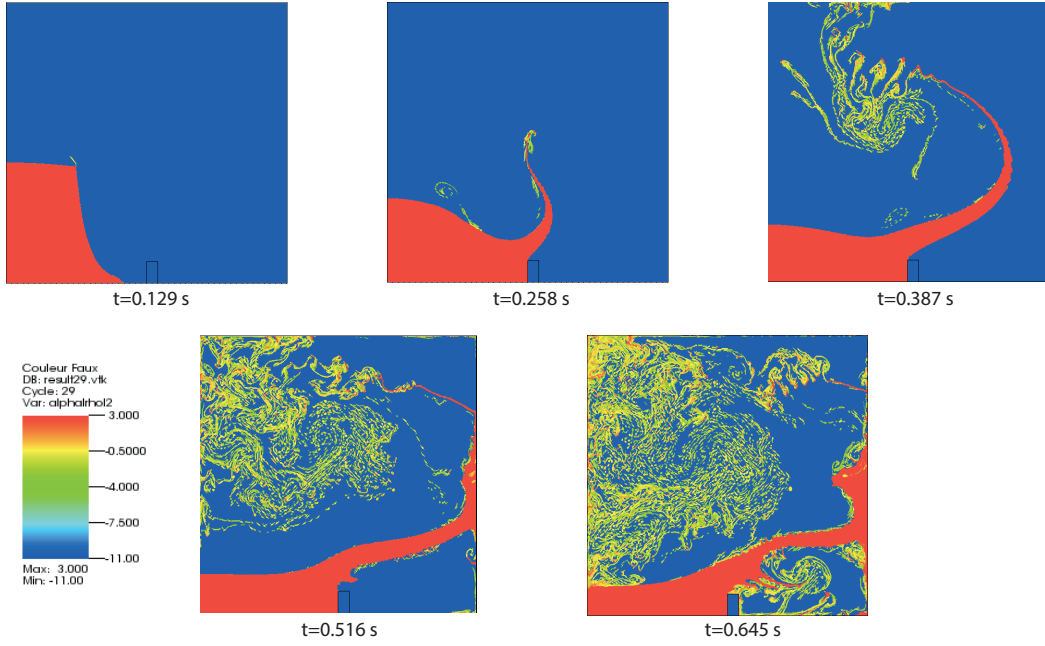 t=0.129 s
t=0.258 s
t=0.387 s
Couleur Faux
DB: result29.vtk
Cycle: 29
Var: alphalrhol2
3.000
-0.5000
-4.000
-7.500
-11.00
Max: 3.000
Min: -11.00
t=0.516 s
t=0.645 s